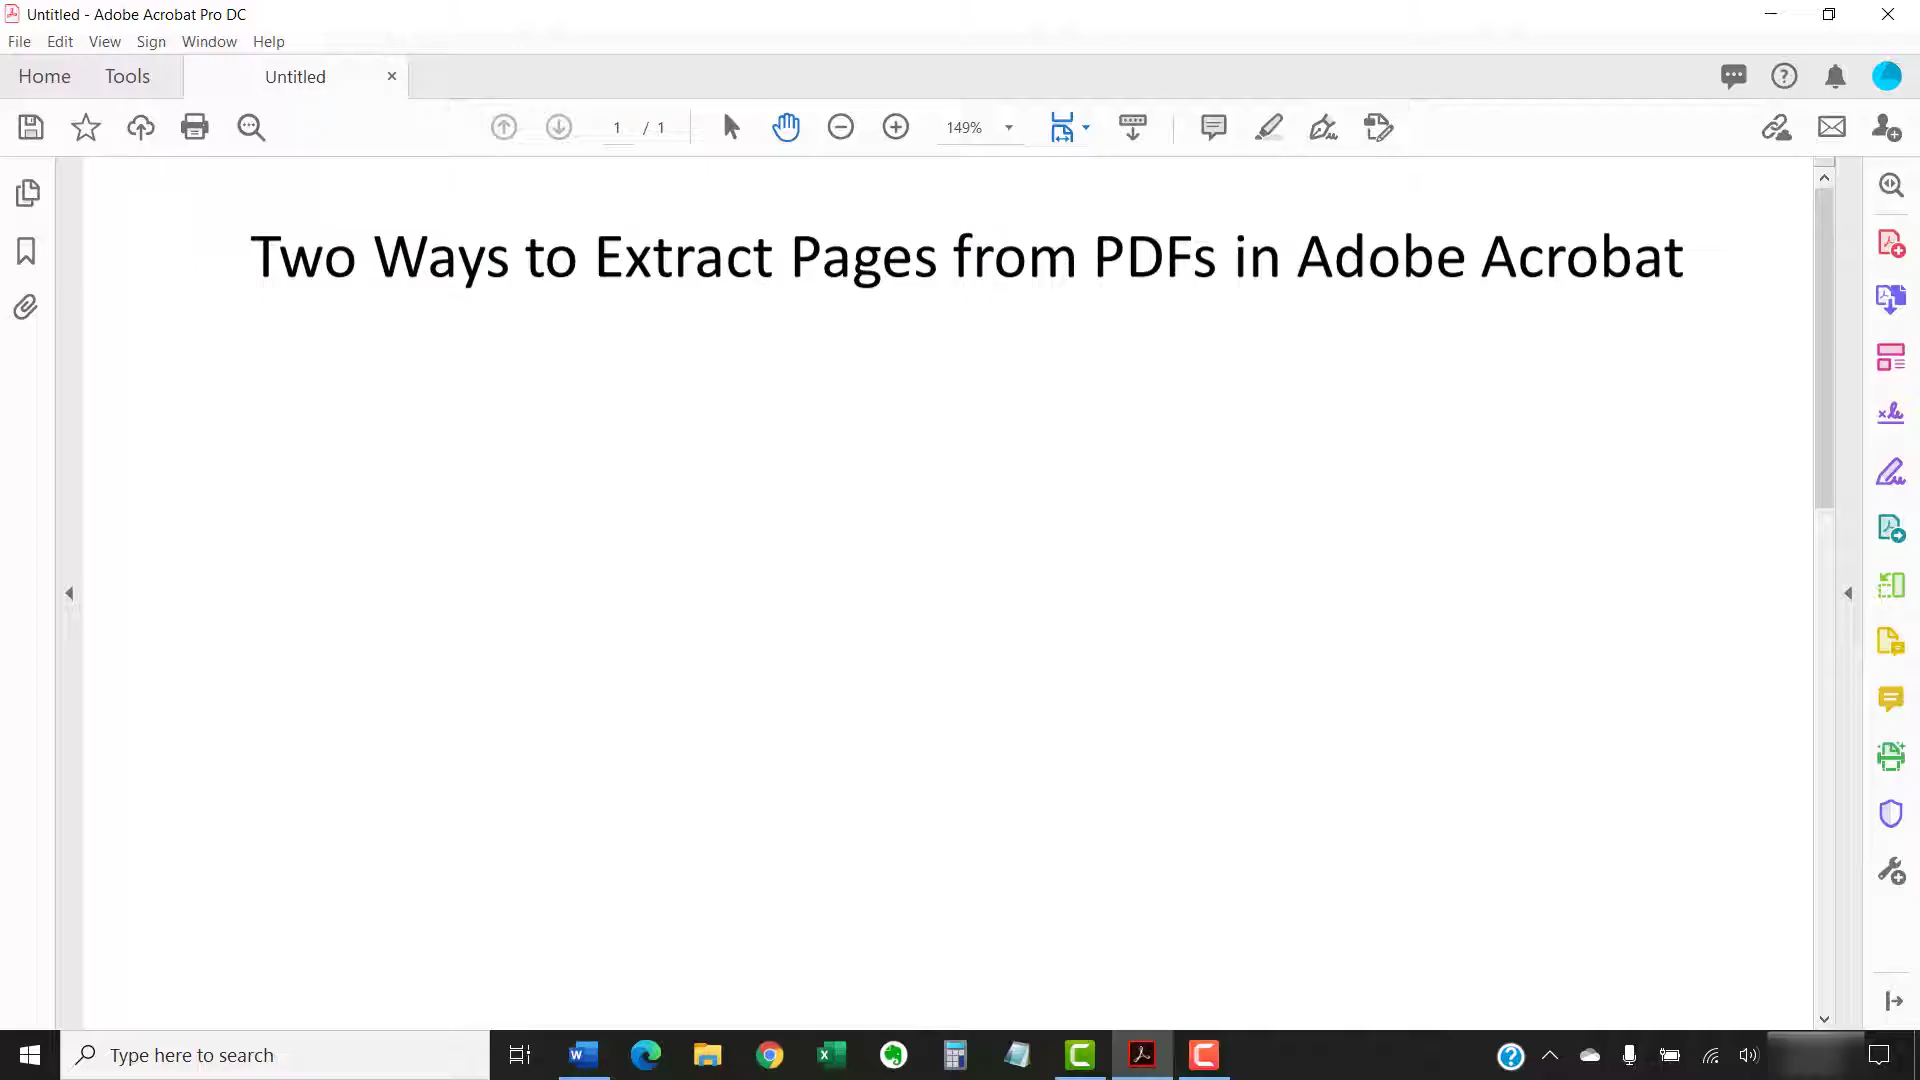 Untitled - Adobe Acrobat Pro DC
File Edit View Sign Window Help
Home Tools Untitled
1 / 1 149%
Two Ways to Extract Pages from PDFs in Adobe Acrobat
Type here to search